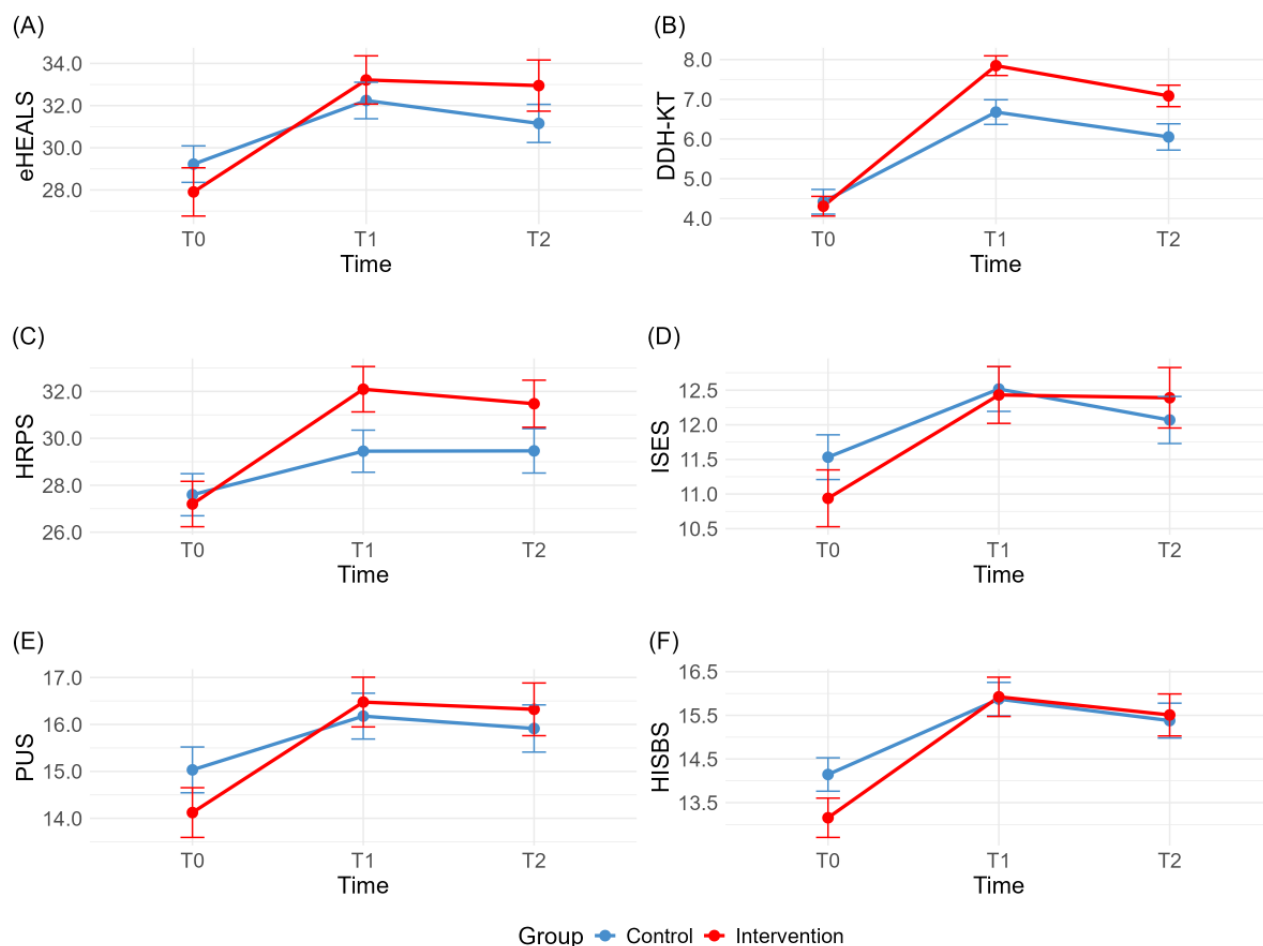 (A)
eHEALS
34.0
32.0
30.0
28.0
T0 T1 T2
Time
(B)
DDH-KT
8.0
7.0
6.0
5.0
4.0
T0 T1 T2
Time
(C)
HRPS
32.0
30.0
28.0
26.0
T0 T1 T2
Time
(D)
ISES
12.5
12.0
11.5
11.0
10.5
T0 T1 T2
Time
(E)
PUS
17.0
16.0
15.0
14.0
T0 T1 T2
Time
(F)
HISBS
16.5
15.5
14.5
13.5
T0 T1 T2
Time
Group Control Intervention